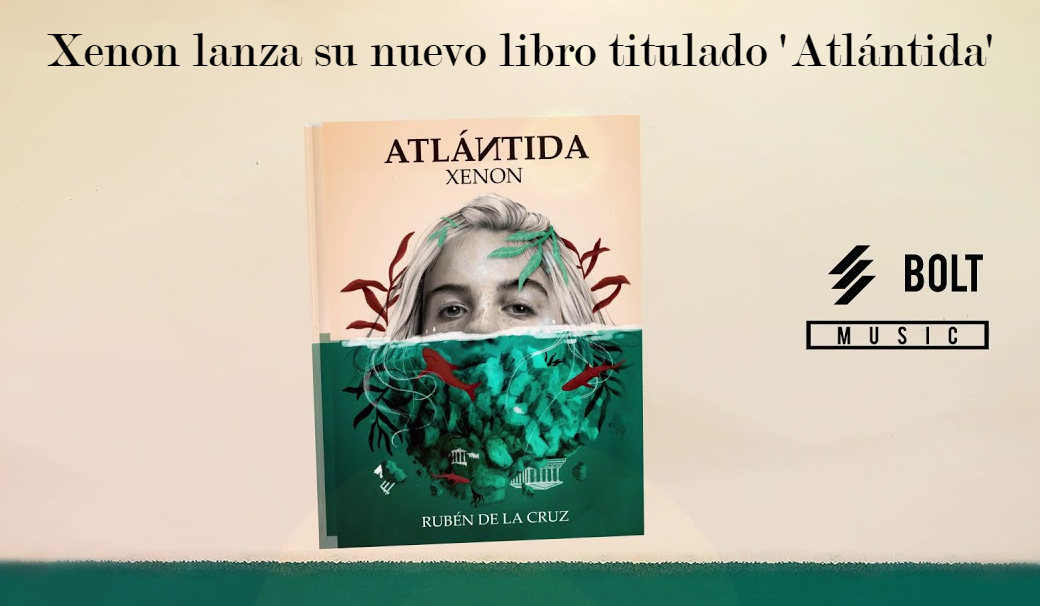 Xenon lanza su nuevo libro titulado 'Atlántida'
ATLÁNTIDA
XENON
RUBÉN DE LA CRUZ
BOLT
MUSIC